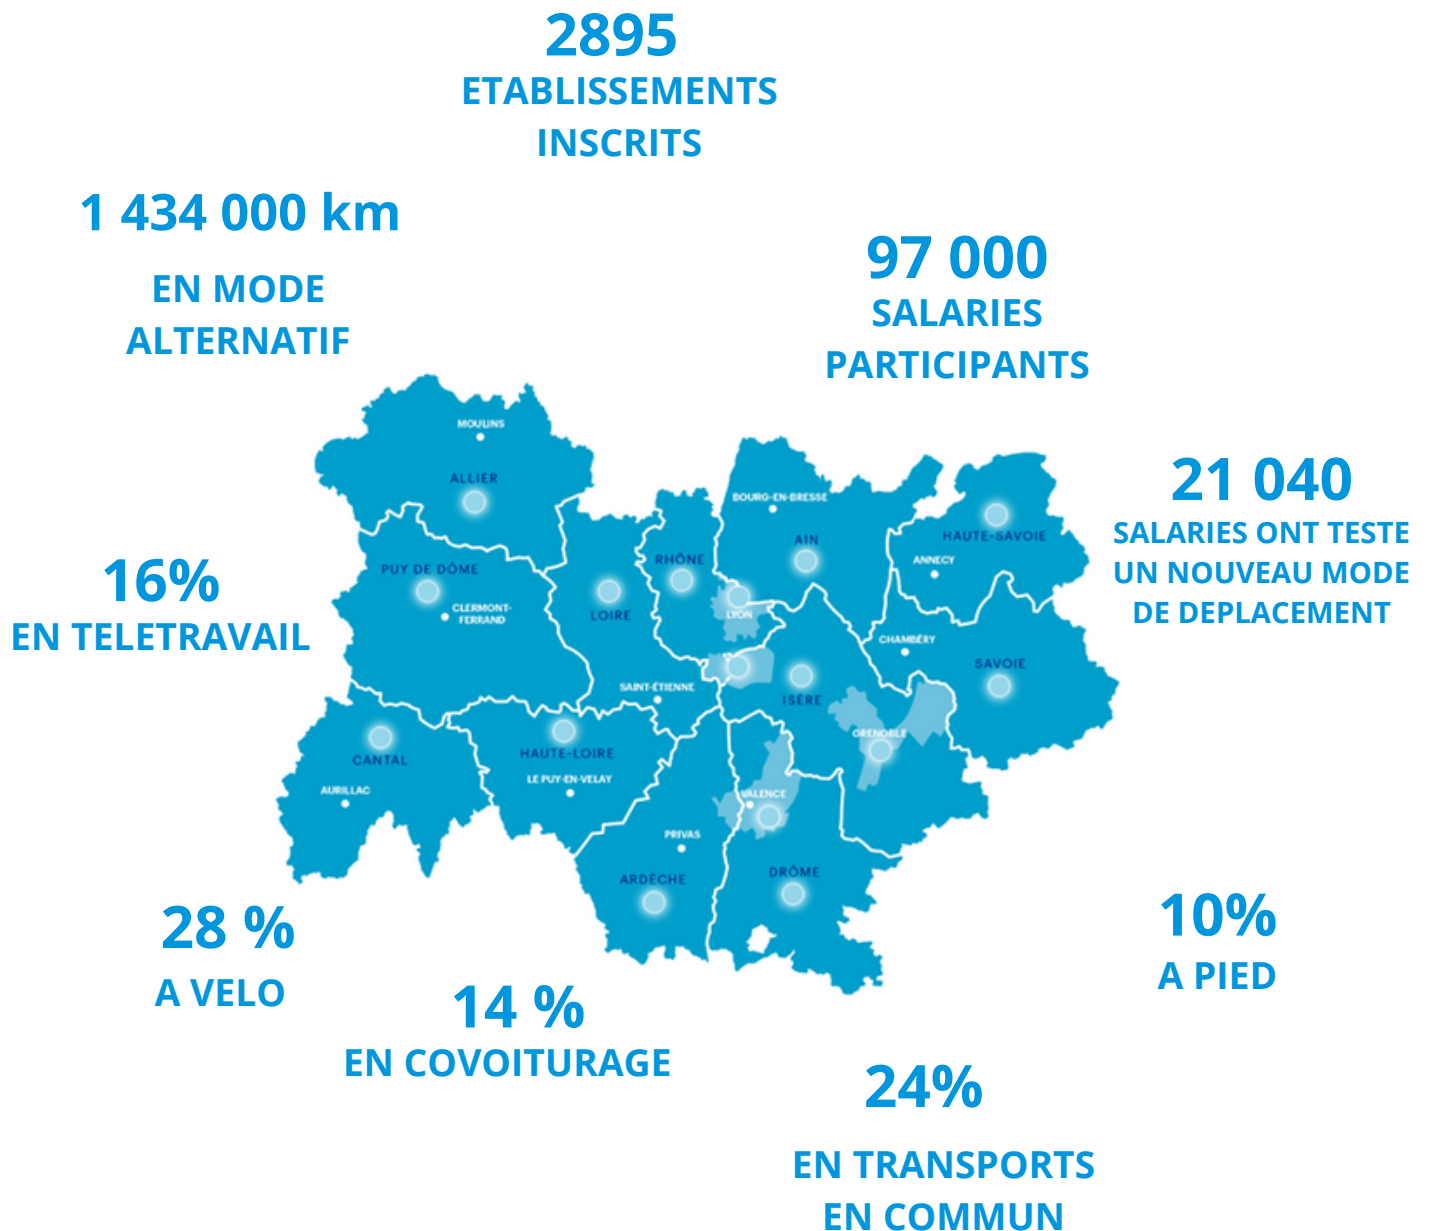 2895
ETABLISSEMENTS
INSCRITS
1 434 000 km
EN MODE
ALTERNATIF
97 000
SALARIES
PARTICIPANTS
21 040
SALARIES ONT TESTE
UN NOUVEAU MODE
DE DEPLACEMENT
16%
EN TELETRAVAIL
MOULINS
ALLIER
BOURG-EN-BRESSE
AIN
HAUTE-SAVOIE
ANNECY
RHÔNE
PUY DE DÔME
CLERMONT-
FERRAND
LOIRE
LYON
CHAMBÉRY
SAVOIE
SAINT-ÉTIENNE
ISÈRE
GRENOBLE
CANTAL
HAUTE-LOIRE
LE PUY-EN-VELAY
AURILLAC
VALENCE
PRIVAS
ARDÈCHE
DRÔME
28 %
A VELO
14 %
EN COVOITURAGE
10%
A PIED
24%
EN TRANSPORTS
EN COMMUN